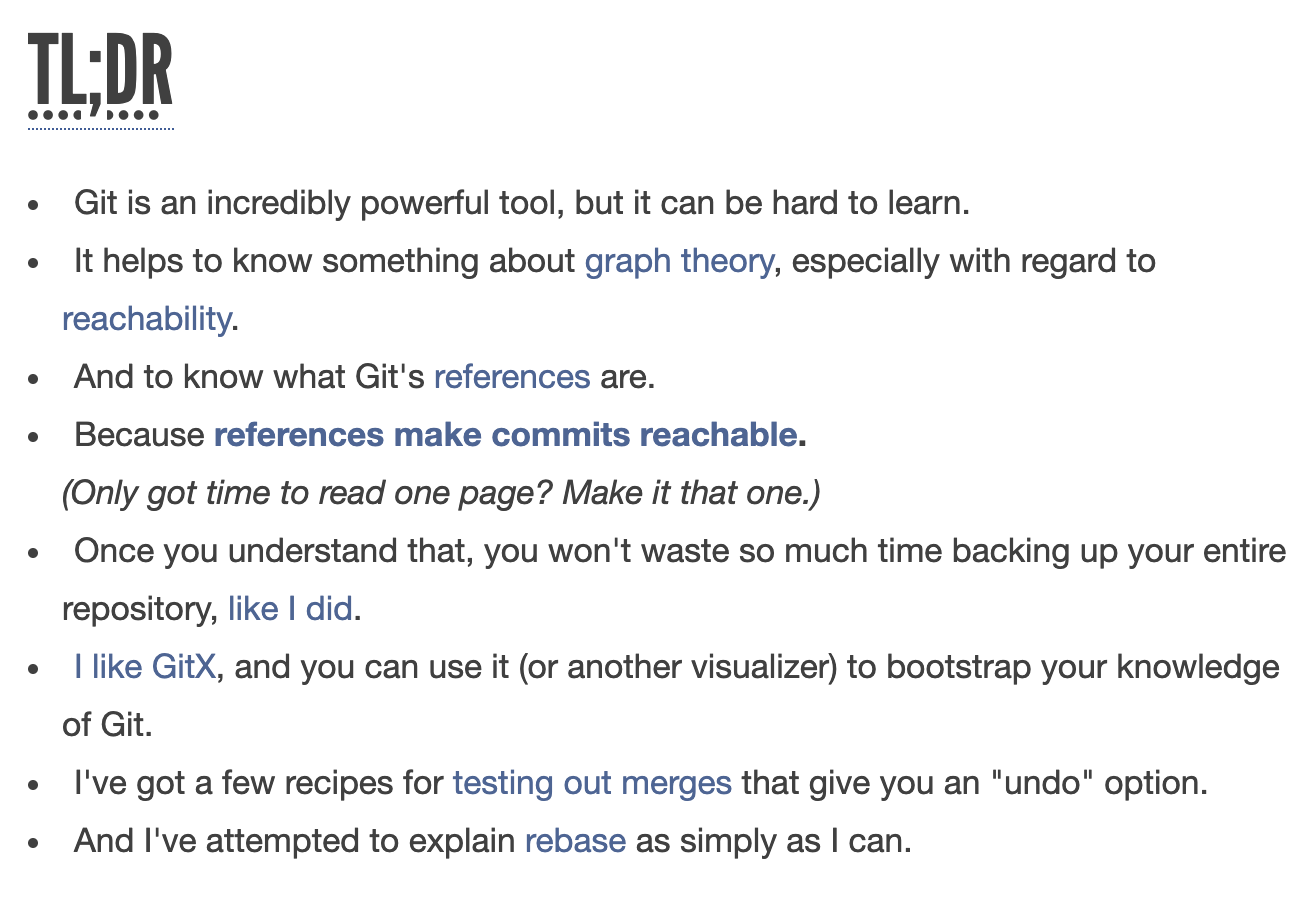 TL;DR
• Git is an incredibly powerful tool, but it can be hard to learn.
• It helps to know something about graph theory, especially with regard to
reachability.
• And to know what Git's references are.
• Because references make commits reachable.
(Only got time to read one page? Make it that one.)
• Once you understand that, you won't waste so much time backing up your entire
repository, like I did.
• I like GitX, and you can use it (or another visualizer) to bootstrap your knowledge
of Git.
• I've got a few recipes for testing out merges that give you an "undo" option.
• And I've attempted to explain rebase as simply as I can.